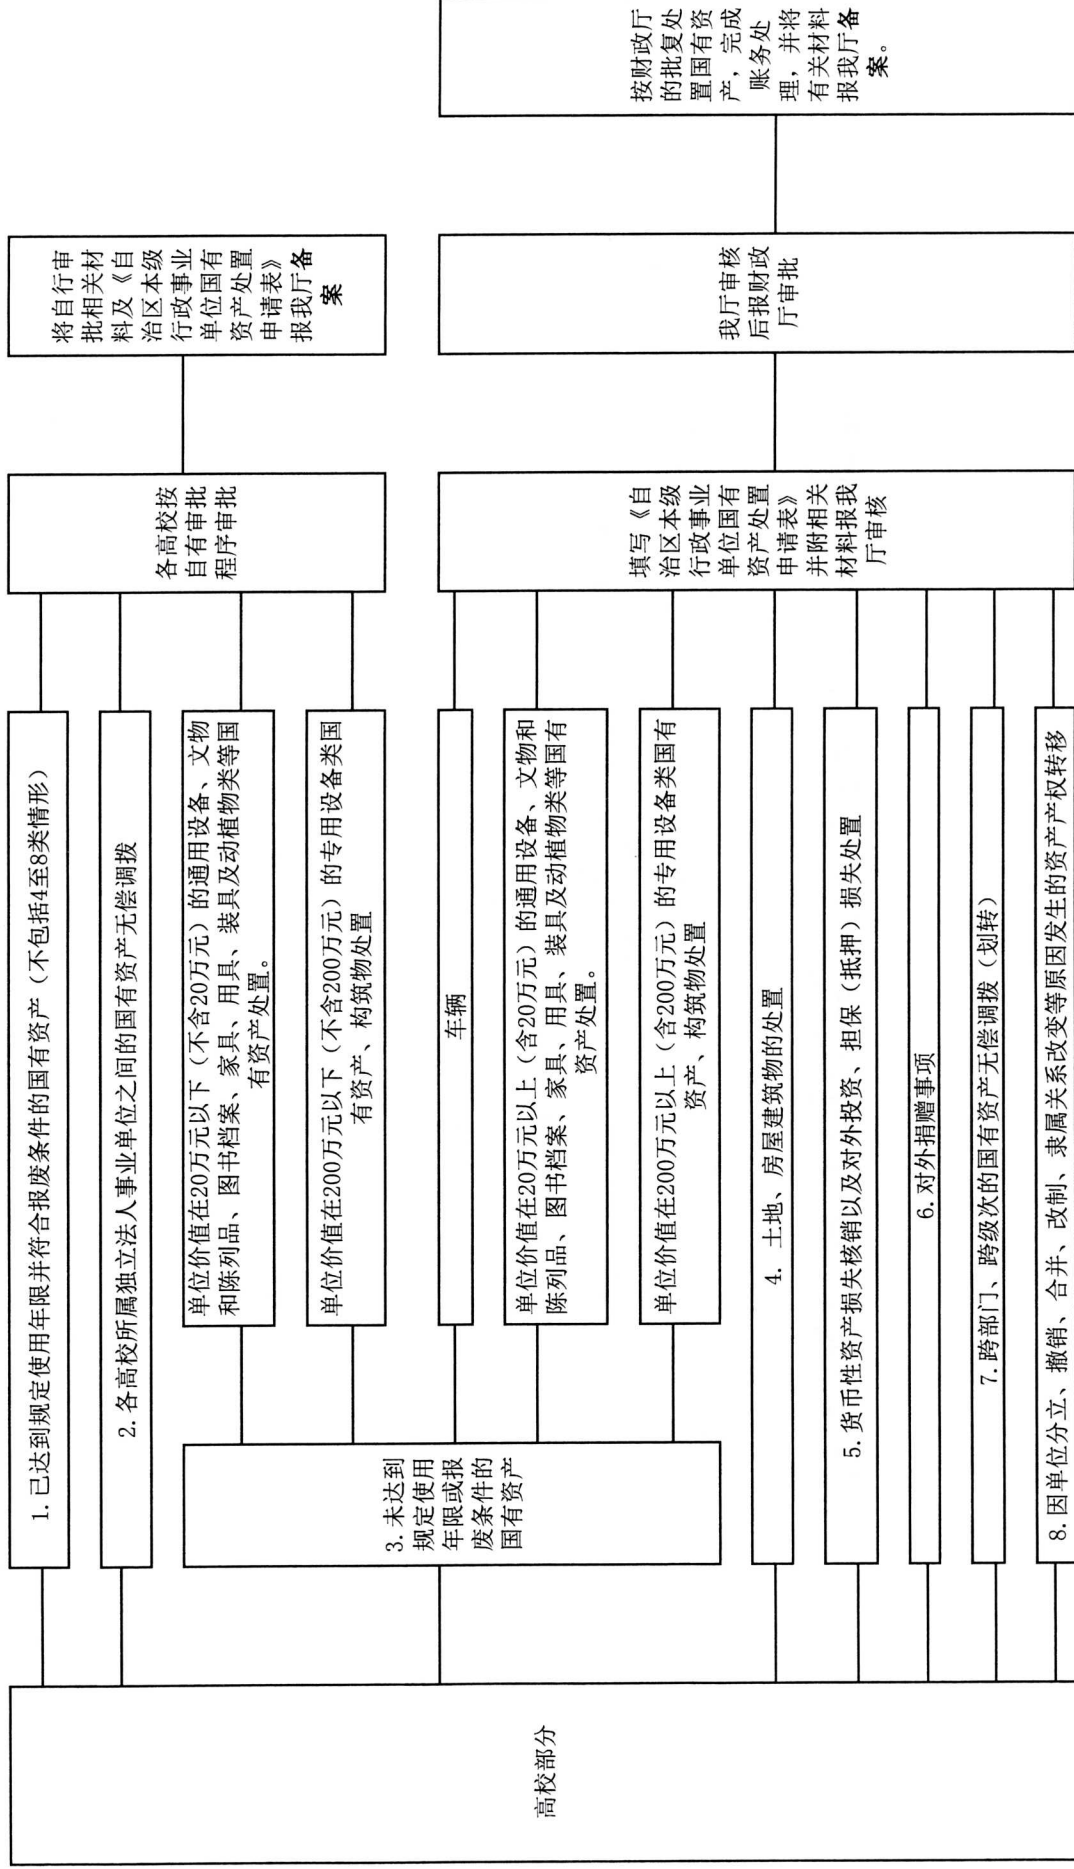 高校部分
1. 已达到规定使用年限并符合报废条件的国有资产（不包括4至8类情形）
2. 各高校所属独立法人事业单位之间的国有资产无偿调拨
3. 未达到
规定使用
年限或报
废条件的
国有资产
单位价值在20万元以下（不含20万元）的通用设备、文物
和陈列品、图书档案、家具、用具、装具及动植物类等国
有资产处置。
单位价值在200万元以下（不含200万元）的专用设备类国
有资产、构筑物处置
车辆
单位价值在20万元以上（含20万元）的通用设备、文物和
陈列品、图书档案、家具、用具、装具及动植物类等国有
资产处置。
单位价值在200万元以上（含200万元）的专用设备类国有
资产、构筑物处置
4. 土地、房屋建筑物的处置
5. 货币性资产损失核销以及对外投资、担保（抵押）损失处置
6. 对外捐赠事项
7. 跨部门、跨级次的国有资产无偿调拨（划转）
8. 因单位分立、撤销、合并、改制、隶属关系改变等原因发生的资产产权转移
各高校按
自有审批
程序审批
填写《自
治区本级
行政事业
单位国有
资产处置
申请表》
并附相关
材料报我
厅审核
将自行审
批相关材
料及《自
治区本级
行政事业
单位国有
资产处置
申请表》
报我厅备
案
我厅审核
后报财政
厅审批
按财政厅
的批复处
置国有资
产，完成
账务处
理，并将
有关材料
报我厅备
案。